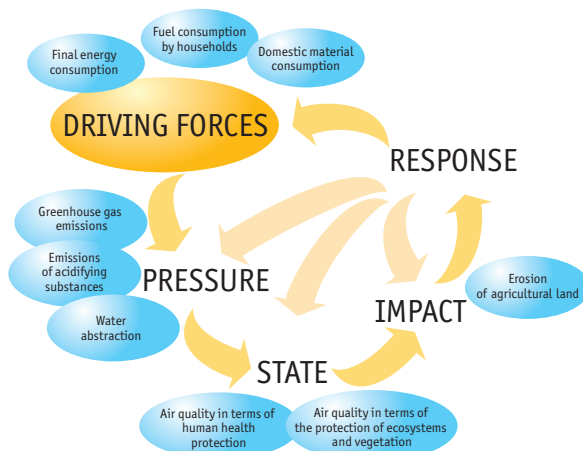 Fuel consumption
by households
Final energy
consumption
Domestic material
consumption
DRIVING FORCES
RESPONSE
Greenhouse gas
emissions
Emissions
of acidifying
substances
PRESSURE
Water
abstraction
IMPACT
Erosion
of agricultural land
STATE
Air quality in terms of
human health
protection
Air quality in terms of
the protection of ecosystems
and vegetation